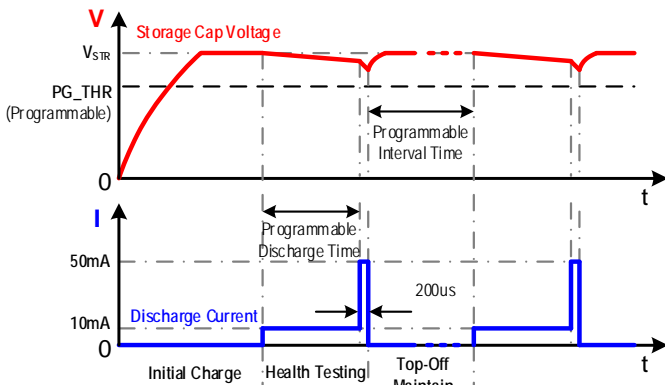 V
Storage Cap Voltage
VSTR
PG_THR
(Programmable)
Programmable
Interval Time
0
t
I
Programmable
Discharge Time
50mA
200us
Discharge Current
10mA
0
t
Initial Charge
Health Testing
Top-Off
Maintain